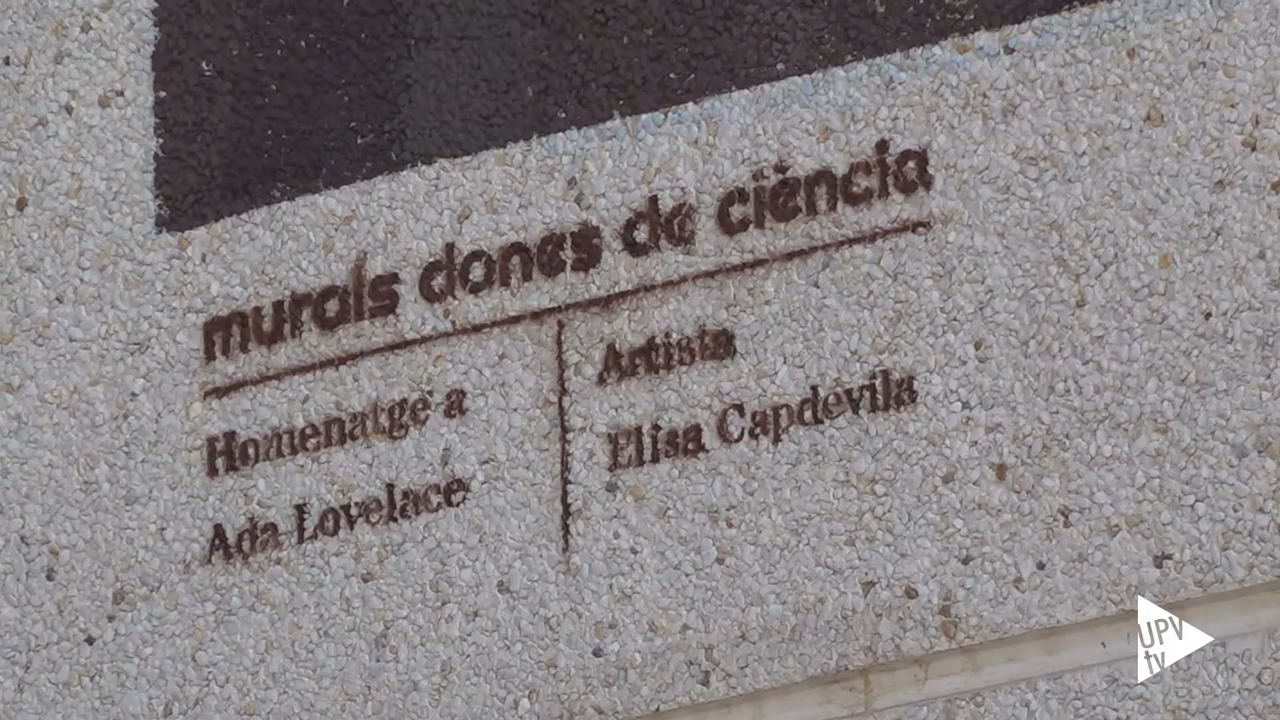 murals dones de ciència
Homenatge a
Ada Lovelace
Artista
Elisa Capdevila
UPV
tv